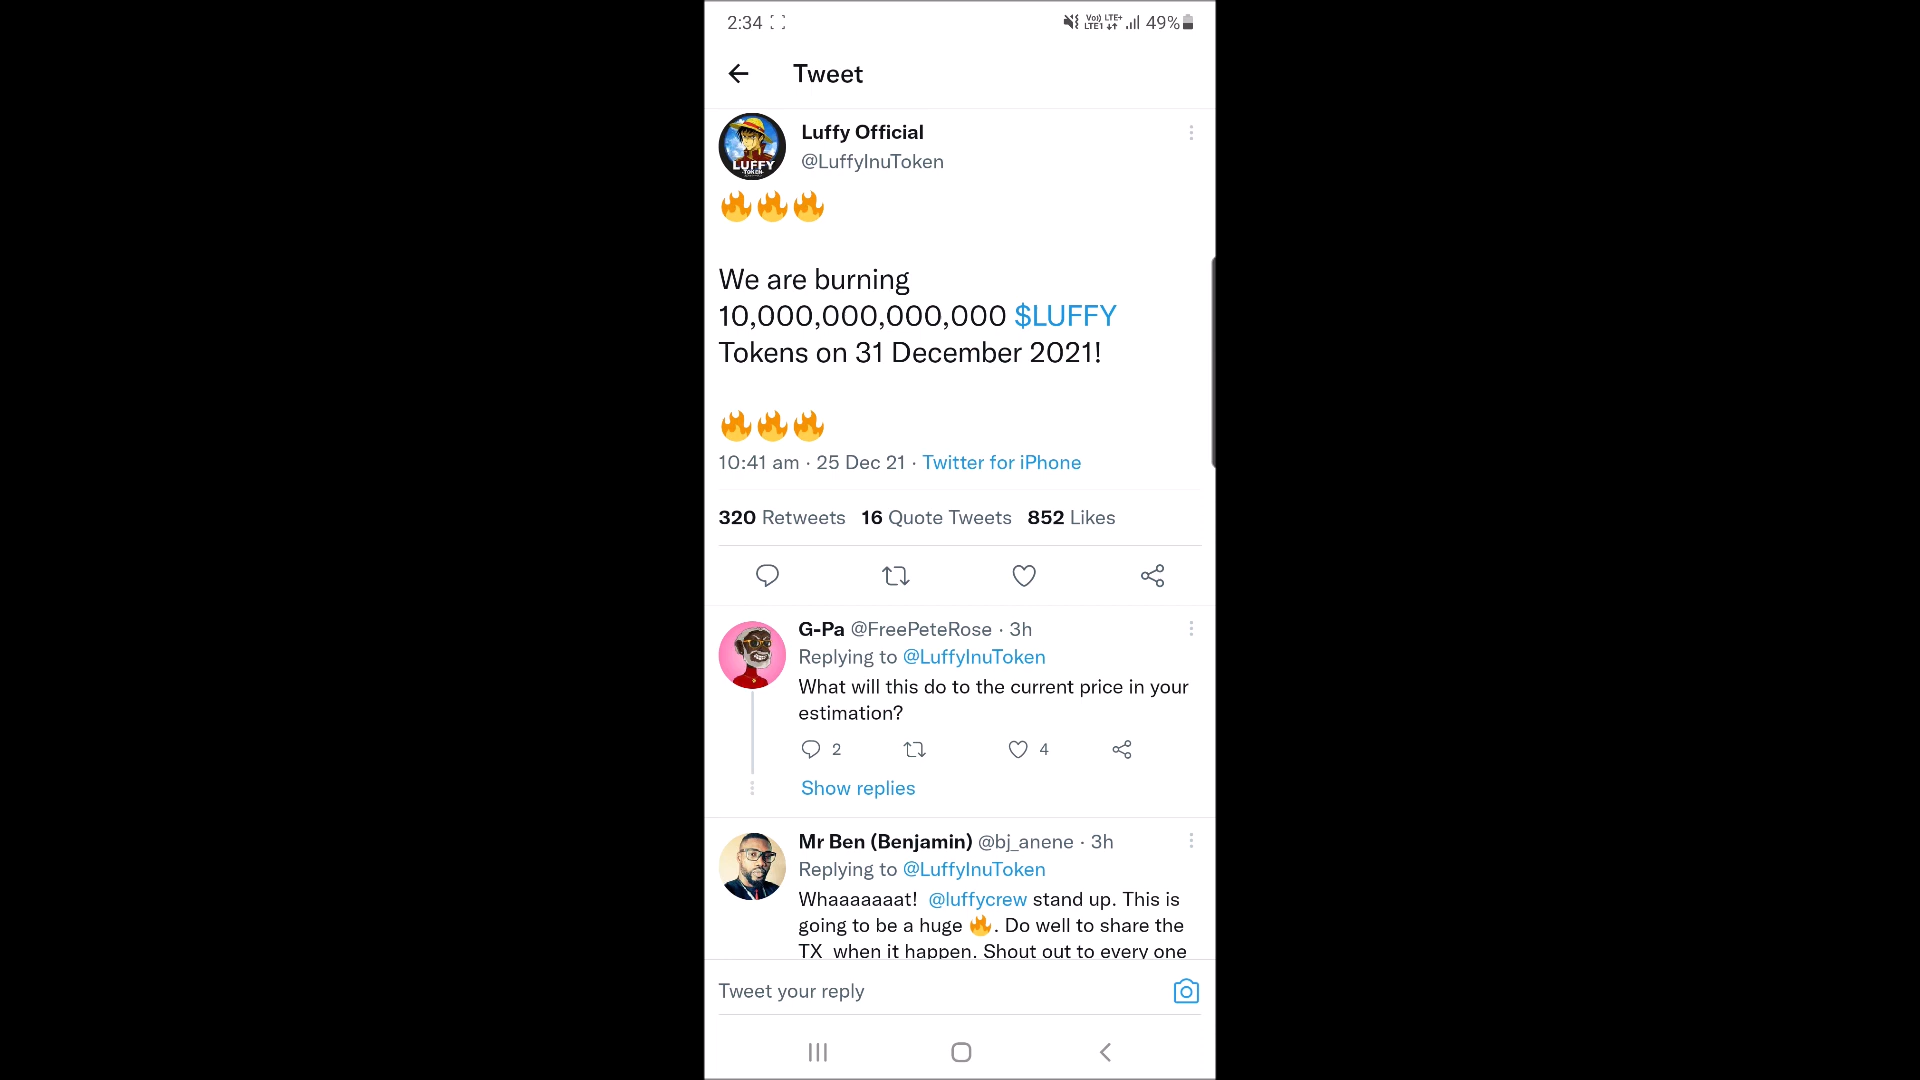 2:34 49%
Vo) LTE+
LTE1
Tweet
LUFFY
TOKEN
Luffy Official
@LuffyInuToken
🔥🔥🔥
We are burning
10,000,000,000,000 $LUFFY
Tokens on 31 December 2021!
🔥🔥🔥
10:41 am · 25 Dec 21 · Twitter for iPhone
320 Retweets 16 Quote Tweets 852 Likes
G-Pa @FreePeteRose · 3h
Replying to @LuffyInuToken
What will this do to the current price in your
estimation?
2 4
Show replies
Mr Ben (Benjamin) @bj_anene · 3h
Replying to @LuffyInuToken
Whaaaaaaat! @luffycrew stand up. This is
going to be a huge 🔥. Do well to share the
TX when it happen. Shout out to every one
Tweet your reply